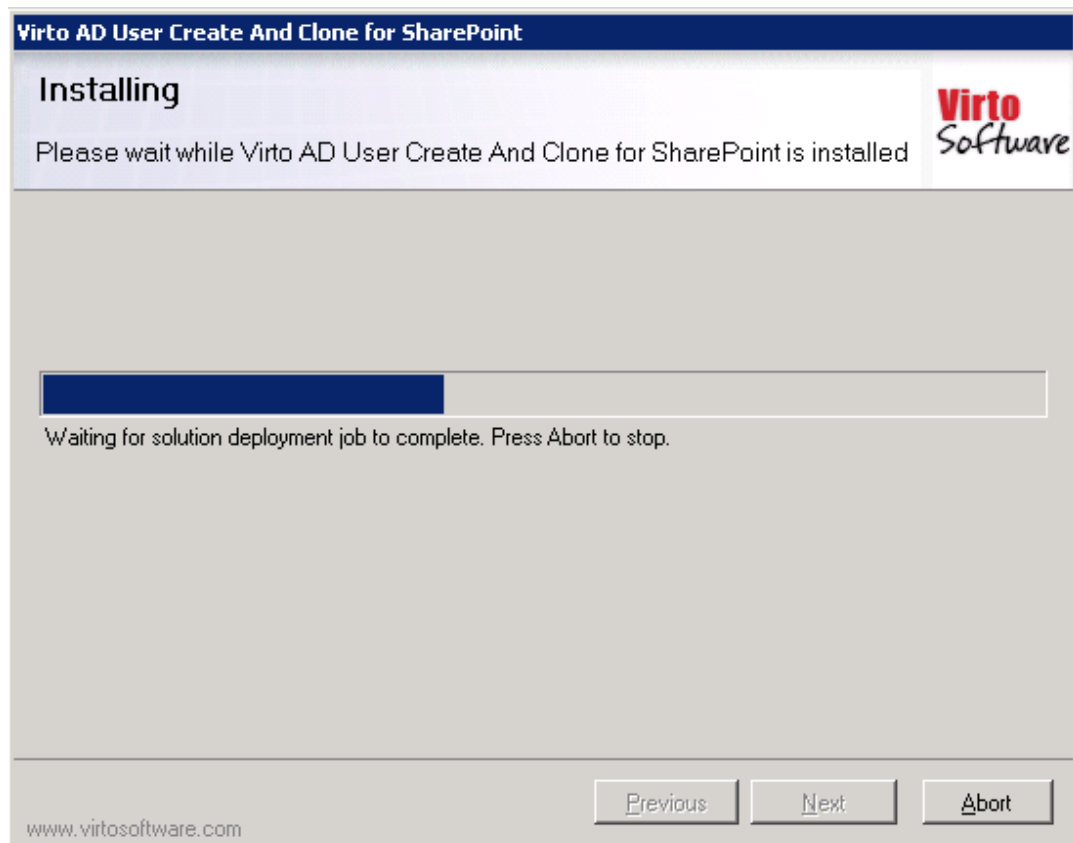 Virto AD User Create And Clone for SharePoint
Installing
Please wait while Virto AD User Create And Clone for SharePoint is installed
Virto
Software
Waiting for solution deployment job to complete. Press Abort to stop.
Previous
Next
Abort
www.virtosoftware.com